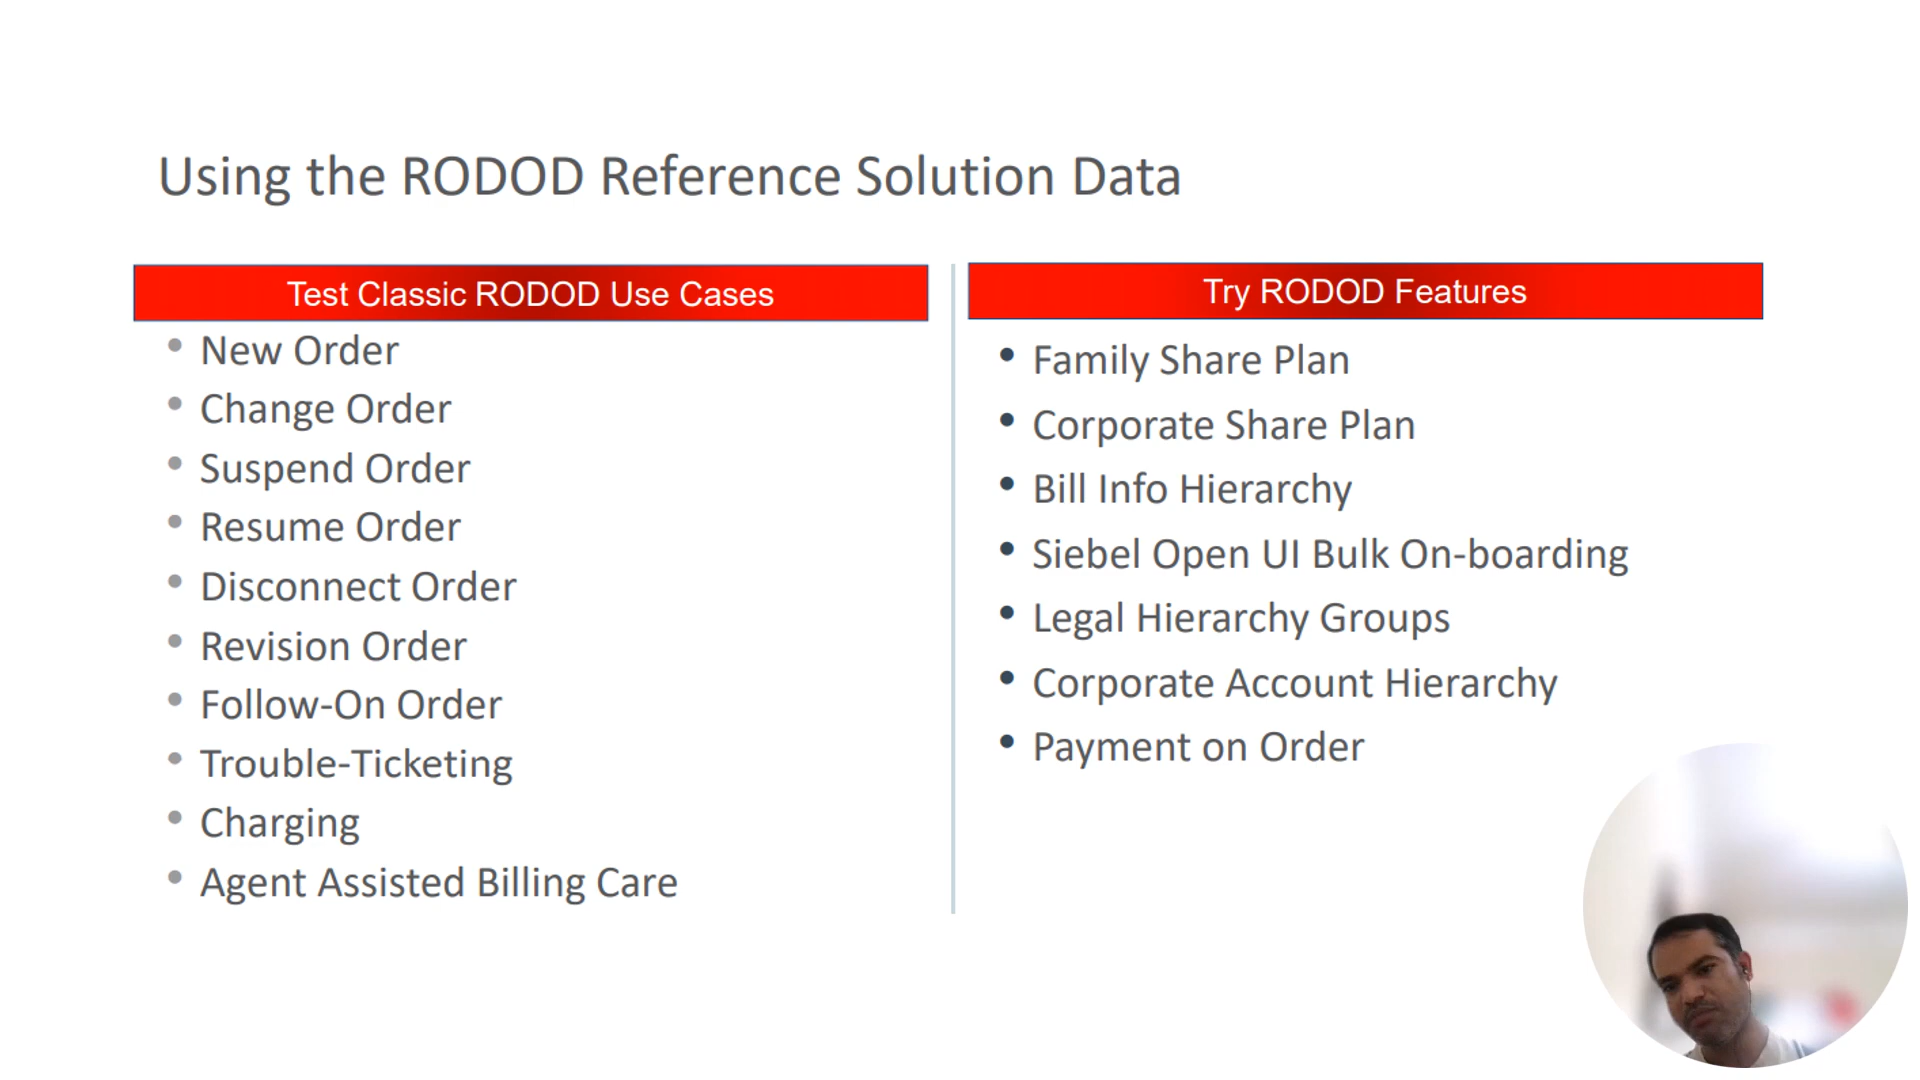 Using the RODOD Reference Solution Data
Test Classic RODOD Use Cases
New Order
Change Order
Suspend Order
Resume Order
Disconnect Order
Revision Order
Follow-On Order
Trouble-Ticketing
Charging
Agent Assisted Billing Care
Try RODOD Features
Family Share Plan
Corporate Share Plan
Bill Info Hierarchy
Siebel Open UI Bulk On-boarding
Legal Hierarchy Groups
Corporate Account Hierarchy
Payment on Order